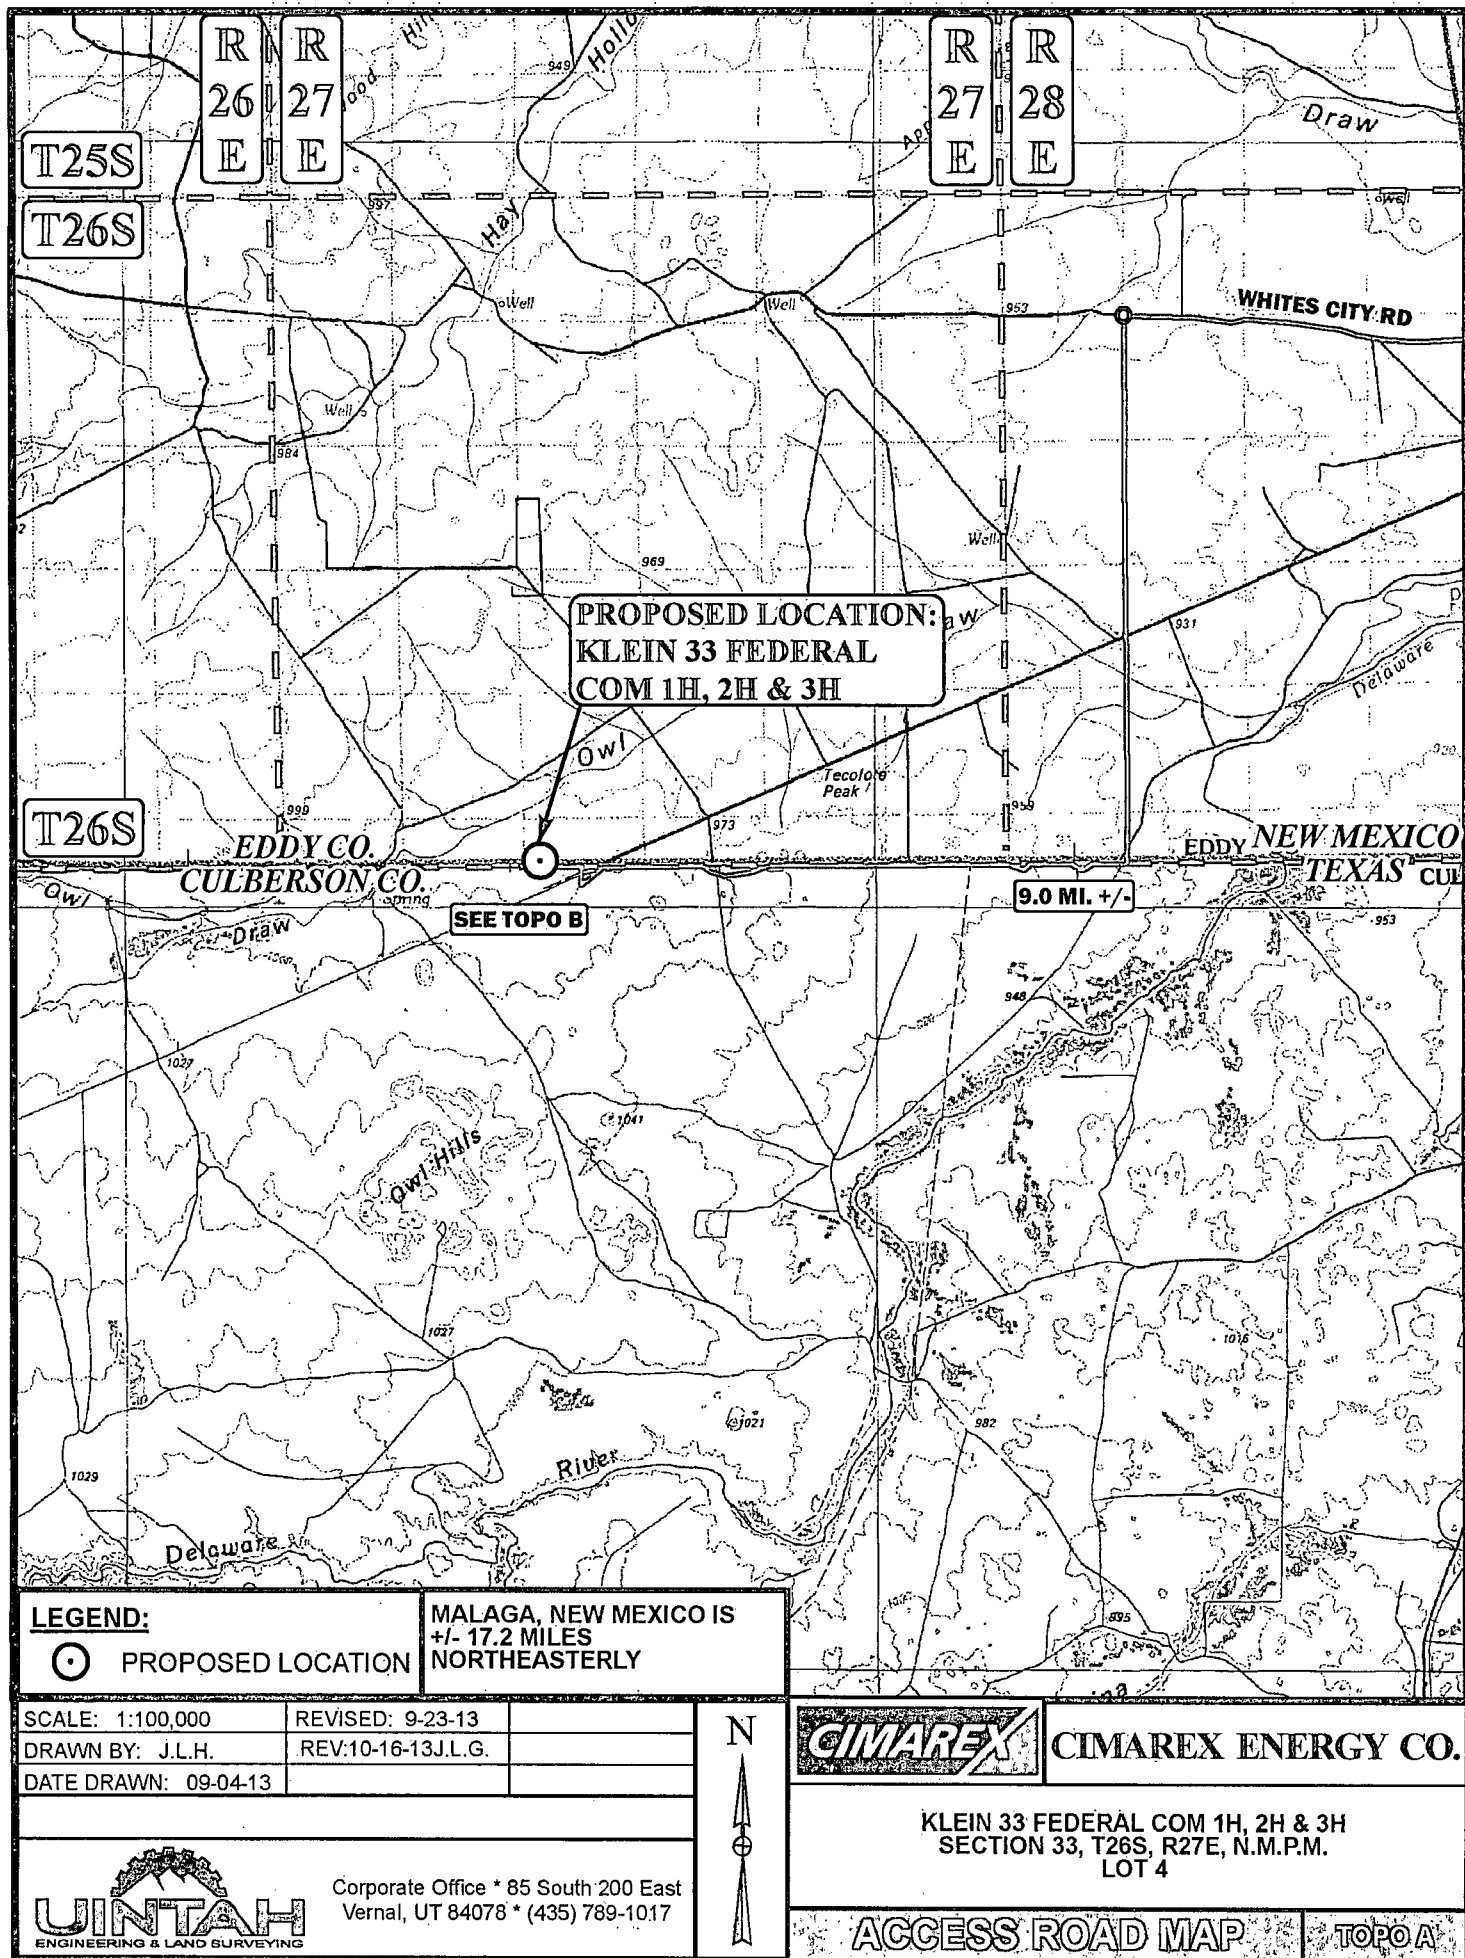 R
26
E
R
27
E
R
27
E
R
28
E
T25S
T26S
Hollo
949
Draw
Well
997
Hay
Well
Well
953
WHITES CITY RD
Well
984
969
Well
PROPOSED LOCATION:
KLEIN 33 FEDERAL
COM 1H, 2H & 3H
aw
931
Delaware
Owl
Tecolote
Peak
T26S
999
973
959
EDDY CO.
CULBERSON CO.
EDDY
NEW MEXICO
TEXAS
CUL
Owl
Spring
Draw
SEE TOPO B
9.0 MI. +/-
953
948
1027
1041
Owl Hills
1027
1021
982
1029
River
Delaware
895
LEGEND:
PROPOSED LOCATION
MALAGA, NEW MEXICO IS
+/- 17.2 MILES
NORTHEASTERLY
SCALE: 1:100,000
REVISED: 9-23-13
DRAWN BY: J.L.H.
REV:10-16-13J.L.G.
DATE DRAWN: 09-04-13
N
CIMAREX
CIMAREX ENERGY CO.
KLEIN 33 FEDERAL COM 1H, 2H & 3H
SECTION 33, T26S, R27E, N.M.P.M.
LOT 4
UINTAH
ENGINEERING & LAND SURVEYING
Corporate Office * 85 South 200 East
Vernal, UT 84078 * (435) 789-1017
ACCESS ROAD MAP
TOPO A